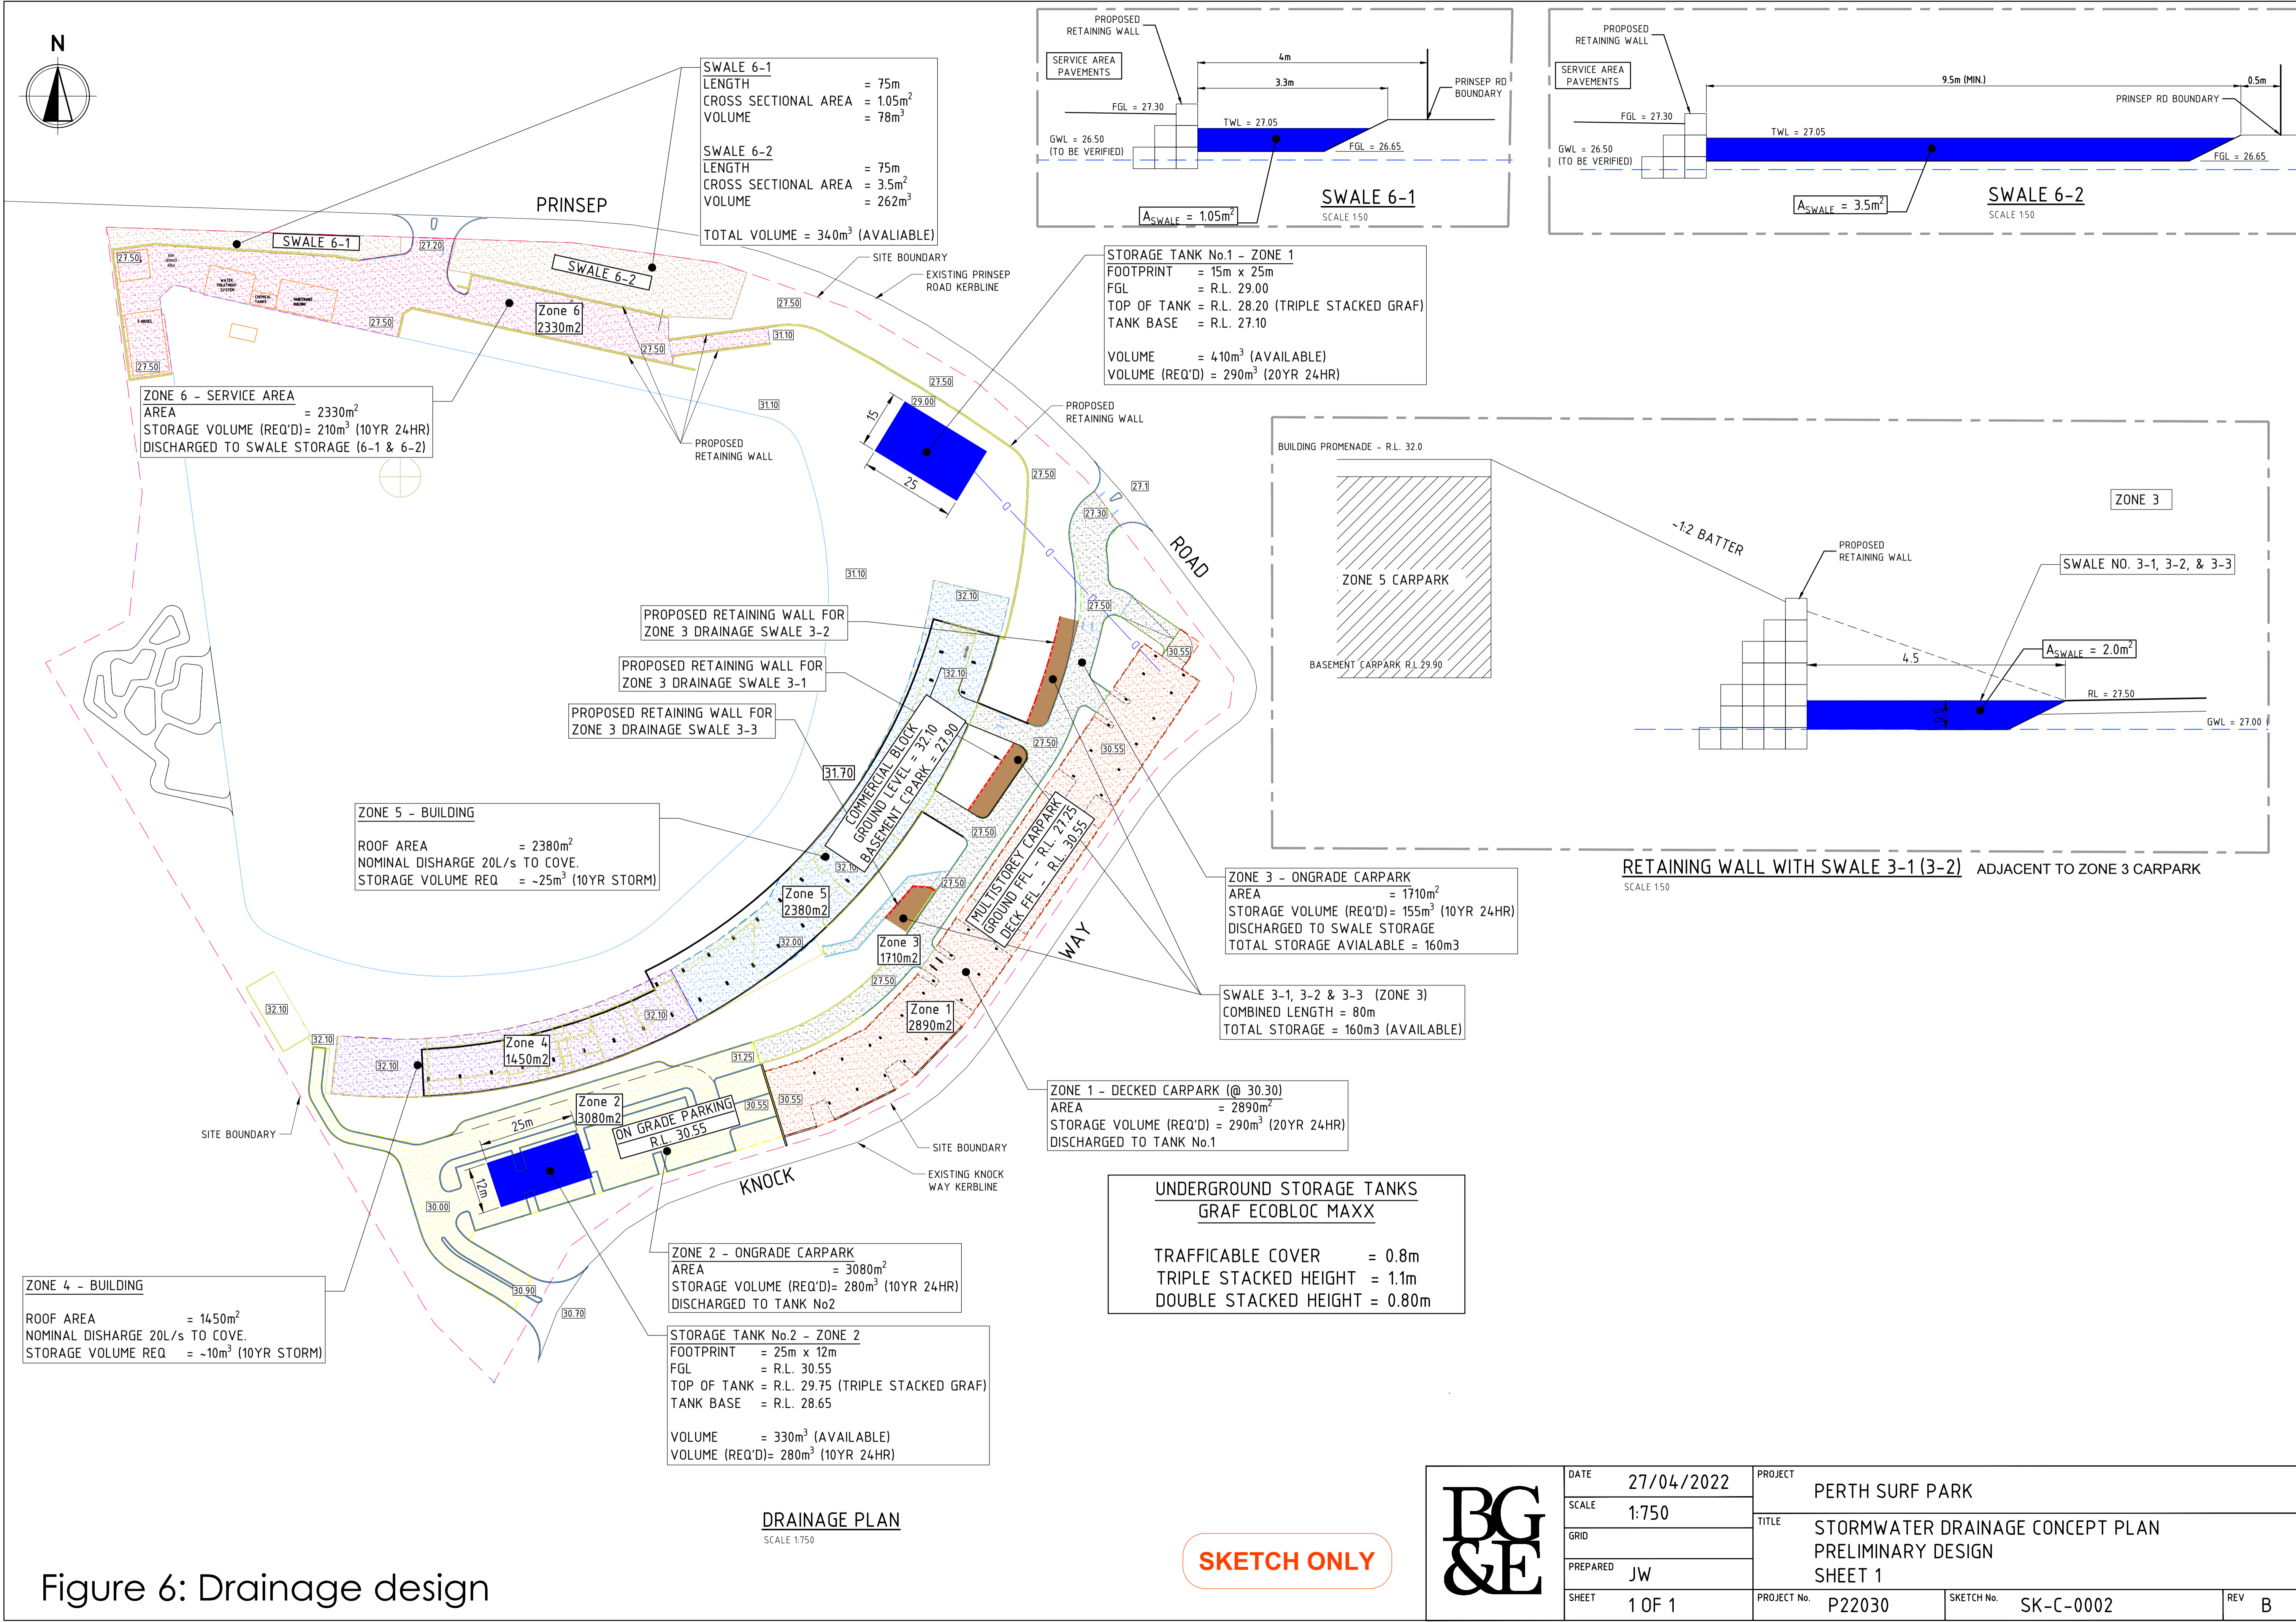 N
SWALE 6-1
LENGTH = 75m
CROSS SECTIONAL AREA = 1.05m²
VOLUME = 78m³
SWALE 6-2
LENGTH = 75m
CROSS SECTIONAL AREA = 3.5m²
VOLUME = 262m³
TOTAL VOLUME = 340m³ (AVALIABLE)
PROPOSED
RETAINING WALL
SERVICE AREA
PAVEMENTS
4m
3.3m
PRINSEP RD
BOUNDARY
FGL = 27.30
TWL = 27.05
GWL = 26.50
(TO BE VERIFIED)
FGL = 26.65
A SWALE = 1.05m²
SWALE 6-1
SCALE 1:50
PROPOSED
RETAINING WALL
SERVICE AREA
PAVEMENTS
9.5m (MIN.)
0.5m
PRINSEP RD BOUNDARY
FGL = 27.30
TWL = 27.05
GWL = 26.50
(TO BE VERIFIED)
FGL = 26.65
A SWALE = 3.5m²
SWALE 6-2
SCALE 1:50
PRINSEP
SWALE 6-1
27.20
27.50
SWALE 6-2
WATER
TREATMENT
SYSTEM
CHEMICAL
TANKS
MAINTENANCE
BUILDING
27.50
27.50
Zone 6
2330m2
27.50
27.50
31.10
SITE BOUNDARY
EXISTING PRINSEP
ROAD KERBLINE
STORAGE TANK No.1 - ZONE 1
FOOTPRINT = 15m x 25m
FGL = R.L. 29.00
TOP OF TANK = R.L. 28.20 (TRIPLE STACKED GRAF)
TANK BASE = R.L. 27.10
VOLUME = 410m³ (AVAILABLE)
VOLUME (REQ'D) = 290m³ (20YR 24HR)
ZONE 6 - SERVICE AREA
AREA = 2330m²
STORAGE VOLUME (REQ'D)= 210m³ (10YR 24HR)
DISCHARGED TO SWALE STORAGE (6-1 & 6-2)
PROPOSED
RETAINING WALL
31.10
27.50
29.00
15
25
PROPOSED
RETAINING WALL
27.50
27.1
27.30
ROAD
31.10
27.50
BUILDING PROMENADE - R.L. 32.0
~1:2 BATTER
ZONE 3
PROPOSED
RETAINING WALL
ZONE 5 CARPARK
SWALE NO. 3-1, 3-2, & 3-3
BASEMENT CARPARK R.L.29.90
4.5
A SWALE = 2.0m²
RL = 27.50
0.5
GWL = 27.00
RETAINING WALL WITH SWALE 3-1 (3-2) ADJACENT TO ZONE 3 CARPARK
SCALE 1:50
32.10
PROPOSED RETAINING WALL FOR
ZONE 3 DRAINAGE SWALE 3-2
PROPOSED RETAINING WALL FOR
ZONE 3 DRAINAGE SWALE 3-1
PROPOSED RETAINING WALL FOR
ZONE 3 DRAINAGE SWALE 3-3
30.55
32.10
31.70
COMMERCIAL BLOCK
GROUND LEVEL = 32.10
BASEMENT C'PARK = 27.90
27.50
30.55
27.50
MULTISTOREY CARPARK
GROUND FFL - R.L. 27.25
DECK FFL - R.L. 30.55
ZONE 5 - BUILDING
ROOF AREA = 2380m²
NOMINAL DISHARGE 20L/s TO COVE.
STORAGE VOLUME REQ = ~25m³ (10YR STORM)
32.10
27.50
Zone 5
2380m2
32.00
Zone 3
1710m2
27.50
WAY
ZONE 3 - ONGRADE CARPARK
AREA = 1710m²
STORAGE VOLUME (REQ'D)= 155m³ (10YR 24HR)
DISCHARGED TO SWALE STORAGE
TOTAL STORAGE AVIALABLE = 160m3
SWALE 3-1, 3-2 & 3-3 (ZONE 3)
COMBINED LENGTH = 80m
TOTAL STORAGE = 160m3 (AVAILABLE)
32.10
32.10
32.10
32.10
Zone 4
1450m2
Zone 1
2890m2
31.25
ZONE 1 - DECKED CARPARK (@ 30.30)
AREA = 2890m²
STORAGE VOLUME (REQ'D) = 290m³ (20YR 24HR)
DISCHARGED TO TANK No.1
Zone 2
3080m2
ON GRADE PARKING
R.L. 30.55
30.55
30.55
25m
12m
30.00
SITE BOUNDARY
SITE BOUNDARY
EXISTING KNOCK
WAY KERBLINE
KNOCK
UNDERGROUND STORAGE TANKS
GRAF ECOBLOC MAXX
TRAFFICABLE COVER = 0.8m
TRIPLE STACKED HEIGHT = 1.1m
DOUBLE STACKED HEIGHT = 0.80m
ZONE 2 - ONGRADE CARPARK
AREA = 3080m²
STORAGE VOLUME (REQ'D)= 280m³ (10YR 24HR)
DISCHARGED TO TANK No2
30.90
30.70
ZONE 4 - BUILDING
ROOF AREA = 1450m²
NOMINAL DISHARGE 20L/s TO COVE.
STORAGE VOLUME REQ = ~10m³ (10YR STORM)
STORAGE TANK No.2 - ZONE 2
FOOTPRINT = 25m x 12m
FGL = R.L. 30.55
TOP OF TANK = R.L. 29.75 (TRIPLE STACKED GRAF)
TANK BASE = R.L. 28.65
VOLUME = 330m³ (AVAILABLE)
VOLUME (REQ'D)= 280m³ (10YR 24HR)
DRAINAGE PLAN
SCALE 1:750
SKETCH ONLY
Figure 6: Drainage design
BG
&E
DATE 27/04/2022
SCALE 1:750
GRID
PREPARED JW
SHEET 1 OF 1
PROJECT PERTH SURF PARK
TITLE STORMWATER DRAINAGE CONCEPT PLAN
PRELIMINARY DESIGN
SHEET 1
PROJECT No. P22030
SKETCH No. SK-C-0002
REV B